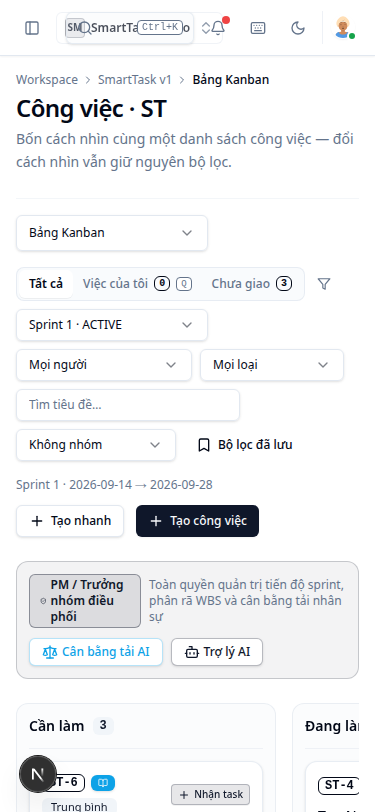 SmartTa
Ctrl+K
Workspace > SmartTask v1 > Bảng Kanban
Công việc · ST
Bốn cách nhìn cùng một danh sách công việc — đổi
cách nhìn vẫn giữ nguyên bộ lọc.
Bảng Kanban
Tất cả Việc của tôi 0 Q Chưa giao 3
Sprint 1 · ACTIVE
Mọi người Mọi loại
Tìm tiêu đề...
Không nhóm Bộ lọc đã lưu
Sprint 1 · 2026-09-14 → 2026-09-28
Tạo nhanh Tạo công việc
PM / Trưởng
nhóm điều
phối
Toàn quyền quản trị tiến độ sprint,
phân rã WBS và cân bằng tải nhân
sự
Cân bằng tải AI Trợ lý AI
Cần làm 3
Đang làm
N
ST-6
Nhận task
ST-4
Trung bình